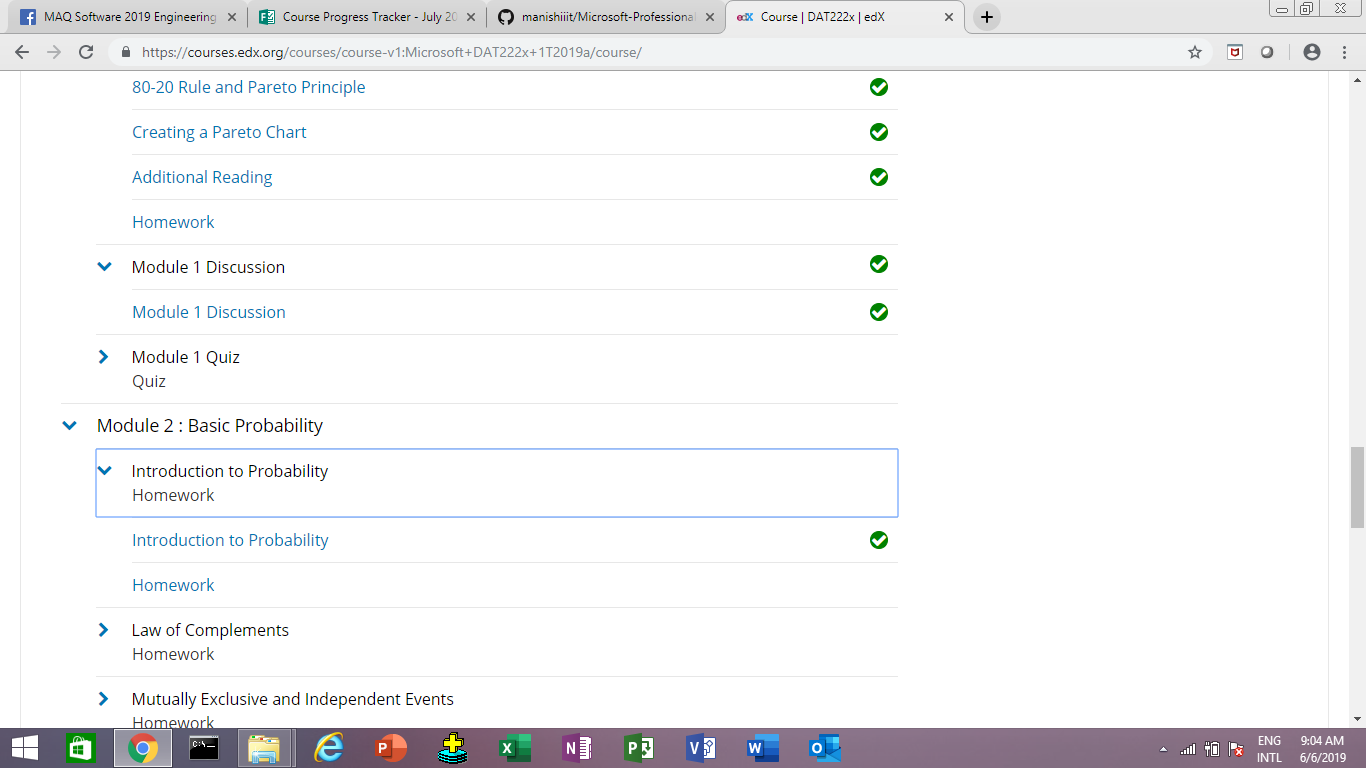 MAQ Software 2019 Engineering
Course Progress Tracker - July 20
manishiiit/Microsoft-Professional
edX Course | DAT222x | edX
https://courses.edx.org/courses/course-v1:Microsoft+DAT222x+1T2019a/course/
80-20 Rule and Pareto Principle
Creating a Pareto Chart
Additional Reading
Homework
Module 1 Discussion
Module 1 Discussion
Module 1 Quiz
Quiz
Module 2 : Basic Probability
Introduction to Probability
Homework
Introduction to Probability
Homework
Law of Complements
Homework
Mutually Exclusive and Independent Events
Homework
ENG 9:04 AM
INTL 6/6/2019